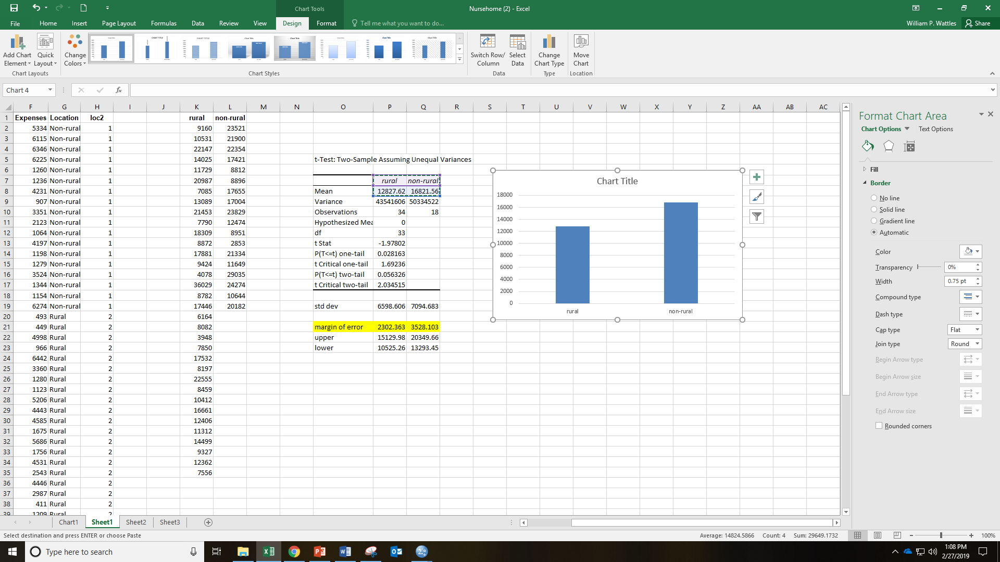 Chart Tools
Nursehome (2) - Excel
File Home Insert Page Layout Formulas Data Review View Design Format Tell me what you want to do... William P. Wattles Share
Add Chart Element Quick Layout Change Colors Switch Row/ Column Select Data Change Chart Type Move Chart
Chart Layouts Chart Styles Data Type Location
Chart 4 fx
F G H I J K L M N O P Q R S T U V W X Y Z AA AB AC
1 Expenses Location loc2 rural non-rural
2 5334 Non-rural 1 9160 23521
3 6115 Non-rural 1 10531 21900
4 6346 Non-rural 1 22147 22354
5 6225 Non-rural 1 14025 17421 t-Test: Two-Sample Assuming Unequal Variances
6 1260 Non-rural 1 11729 8812
7 1236 Non-rural 1 20987 8896 rural non-rural
8 4231 Non-rural 1 7085 17655 Mean 12827.62 16821.56
9 907 Non-rural 1 13089 17004 Variance 43541606 50334522
10 3351 Non-rural 1 21453 23829 Observations 34 18
11 2123 Non-rural 1 7790 12474 Hypothesized Mea 0
12 1064 Non-rural 1 18309 8951 df 33
13 4197 Non-rural 1 8872 2853 t Stat -1.97802
14 1198 Non-rural 1 17881 21334 P(T<=t) one-tail 0.028163
15 1279 Non-rural 1 9424 11649 t Critical one-tail 1.69236
16 3524 Non-rural 1 4078 29035 P(T<=t) two-tail 0.056326
17 1344 Non-rural 1 36029 24274 t Critical two-tail 2.034515
18 1154 Non-rural 1 8782 10644
19 6274 Non-rural 1 17446 20182 std dev 6598.606 7094.683
20 493 Rural 2 6164
21 449 Rural 2 8082 margin of error 2302.363 3528.103
22 4998 Rural 2 3948 upper 15129.98 20349.66
23 966 Rural 2 7850 lower 10525.26 13293.45
24 6442 Rural 2 17532
25 3360 Rural 2 8197
26 1280 Rural 2 22555
27 1123 Rural 2 8459
28 5206 Rural 2 10412
29 4443 Rural 2 16661
30 4585 Rural 2 12406
31 1675 Rural 2 11312
32 5686 Rural 2 14499
33 1756 Rural 2 9327
34 4531 Rural 2 12362
35 2543 Rural 2 7556
36 4446 Rural 2
37 2987 Rural 2
38 411 Rural 2
39 1209 Rural 2
Chart Title
18000
16000
14000
12000
10000
8000
6000
4000
2000
0
rural non-rural
Format Chart Area
Chart Options Text Options
Fill
Border
No line
Solid line
Gradient line
Automatic
Color
Transparency 0%
Width 0.75 pt
Compound type
Dash type
Cap type Flat
Join type Round
Begin Arrow type
Begin Arrow size
End Arrow type
End Arrow size
Rounded corners
Chart1 Sheet1 Sheet2 Sheet3
Select destination and press ENTER or choose Paste Average: 14824.5866 Count: 4 Sum: 29649.1732 100%
Type here to search
1:08 PM
2/27/2019